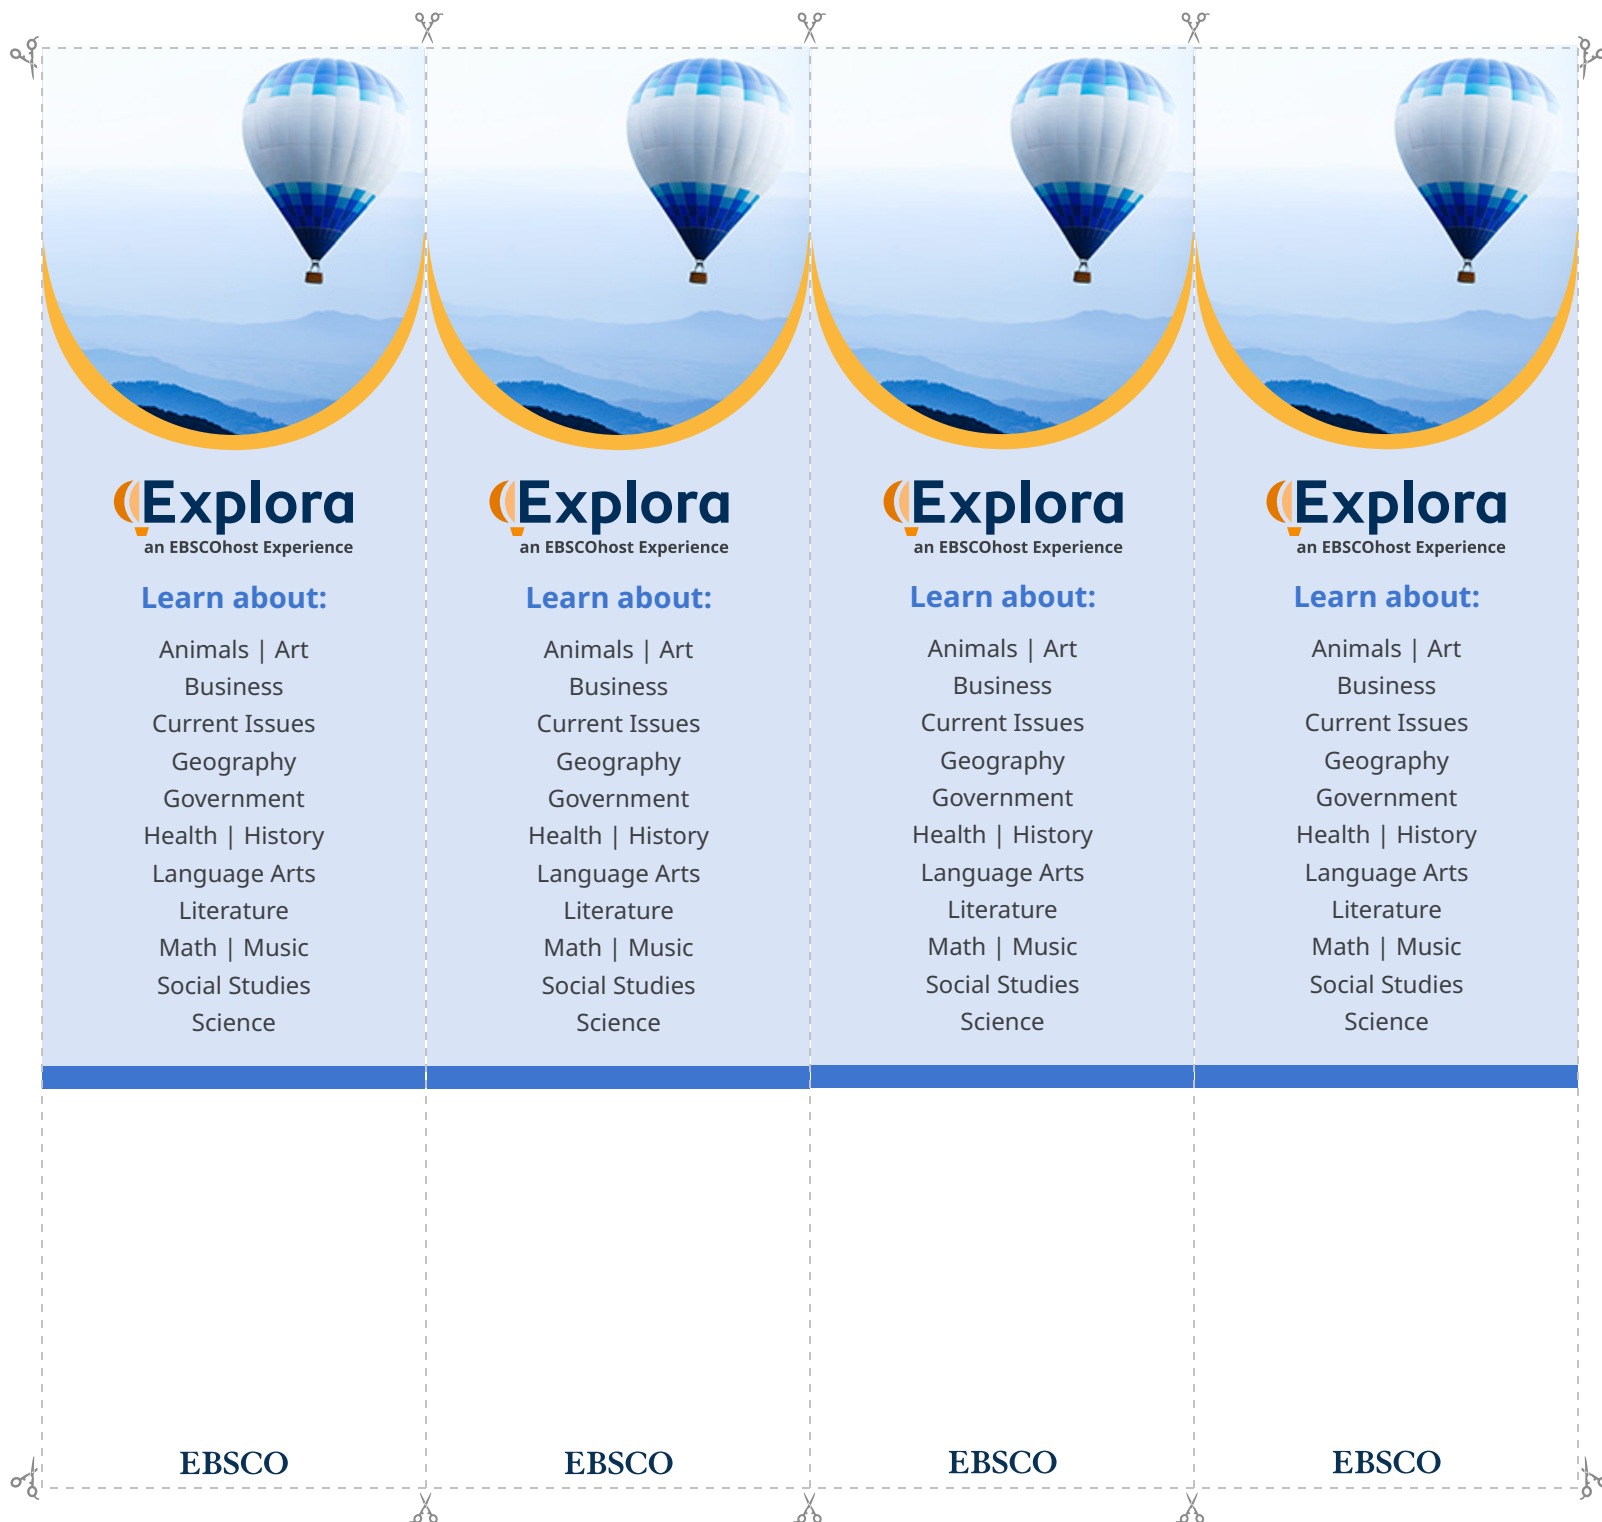 Explora
an EBSCOhost Experience
Learn about:
Animals | Art
Business
Current Issues
Geography
Government
Health | History
Language Arts
Literature
Math | Music
Social Studies
Science
EBSCO
Explora
an EBSCOhost Experience
Learn about:
Animals | Art
Business
Current Issues
Geography
Government
Health | History
Language Arts
Literature
Math | Music
Social Studies
Science
EBSCO
Explora
an EBSCOhost Experience
Learn about:
Animals | Art
Business
Current Issues
Geography
Government
Health | History
Language Arts
Literature
Math | Music
Social Studies
Science
EBSCO
Explora
an EBSCOhost Experience
Learn about:
Animals | Art
Business
Current Issues
Geography
Government
Health | History
Language Arts
Literature
Math | Music
Social Studies
Science
EBSCO